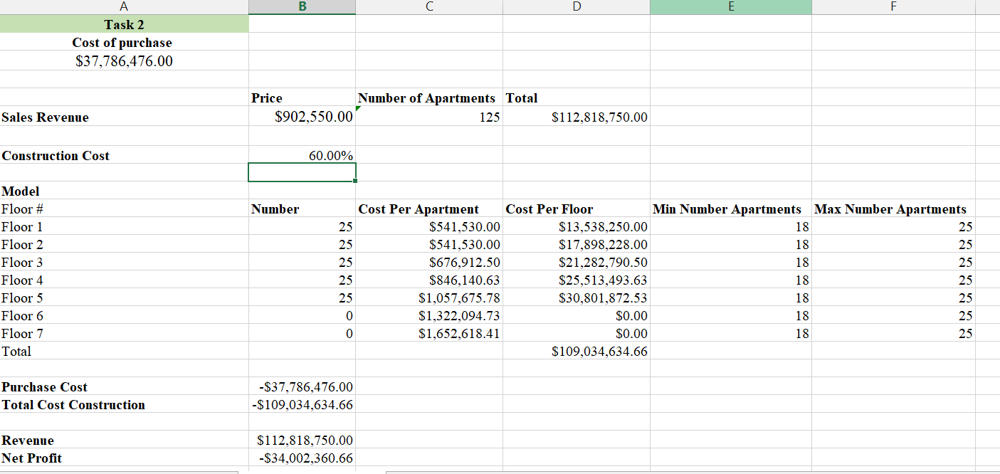 A B C D E F
Task 2
Cost of purchase
$37,786,476.00
Price Number of Apartments Total
Sales Revenue $902,550.00 125 $112,818,750.00
Construction Cost 60.00%
Model
Floor # Number Cost Per Apartment Cost Per Floor Min Number Apartments Max Number Apartments
Floor 1 25 $541,530.00 $13,538,250.00 18 25
Floor 2 25 $541,530.00 $17,898,228.00 18 25
Floor 3 25 $676,912.50 $21,282,790.50 18 25
Floor 4 25 $846,140.63 $25,513,493.63 18 25
Floor 5 25 $1,057,675.78 $30,801,872.53 18 25
Floor 6 0 $1,322,094.73 $0.00 18 25
Floor 7 0 $1,652,618.41 $0.00 18 25
Total $109,034,634.66
Purchase Cost -$37,786,476.00
Total Cost Construction -$109,034,634.66
Revenue $112,818,750.00
Net Profit -$34,002,360.66